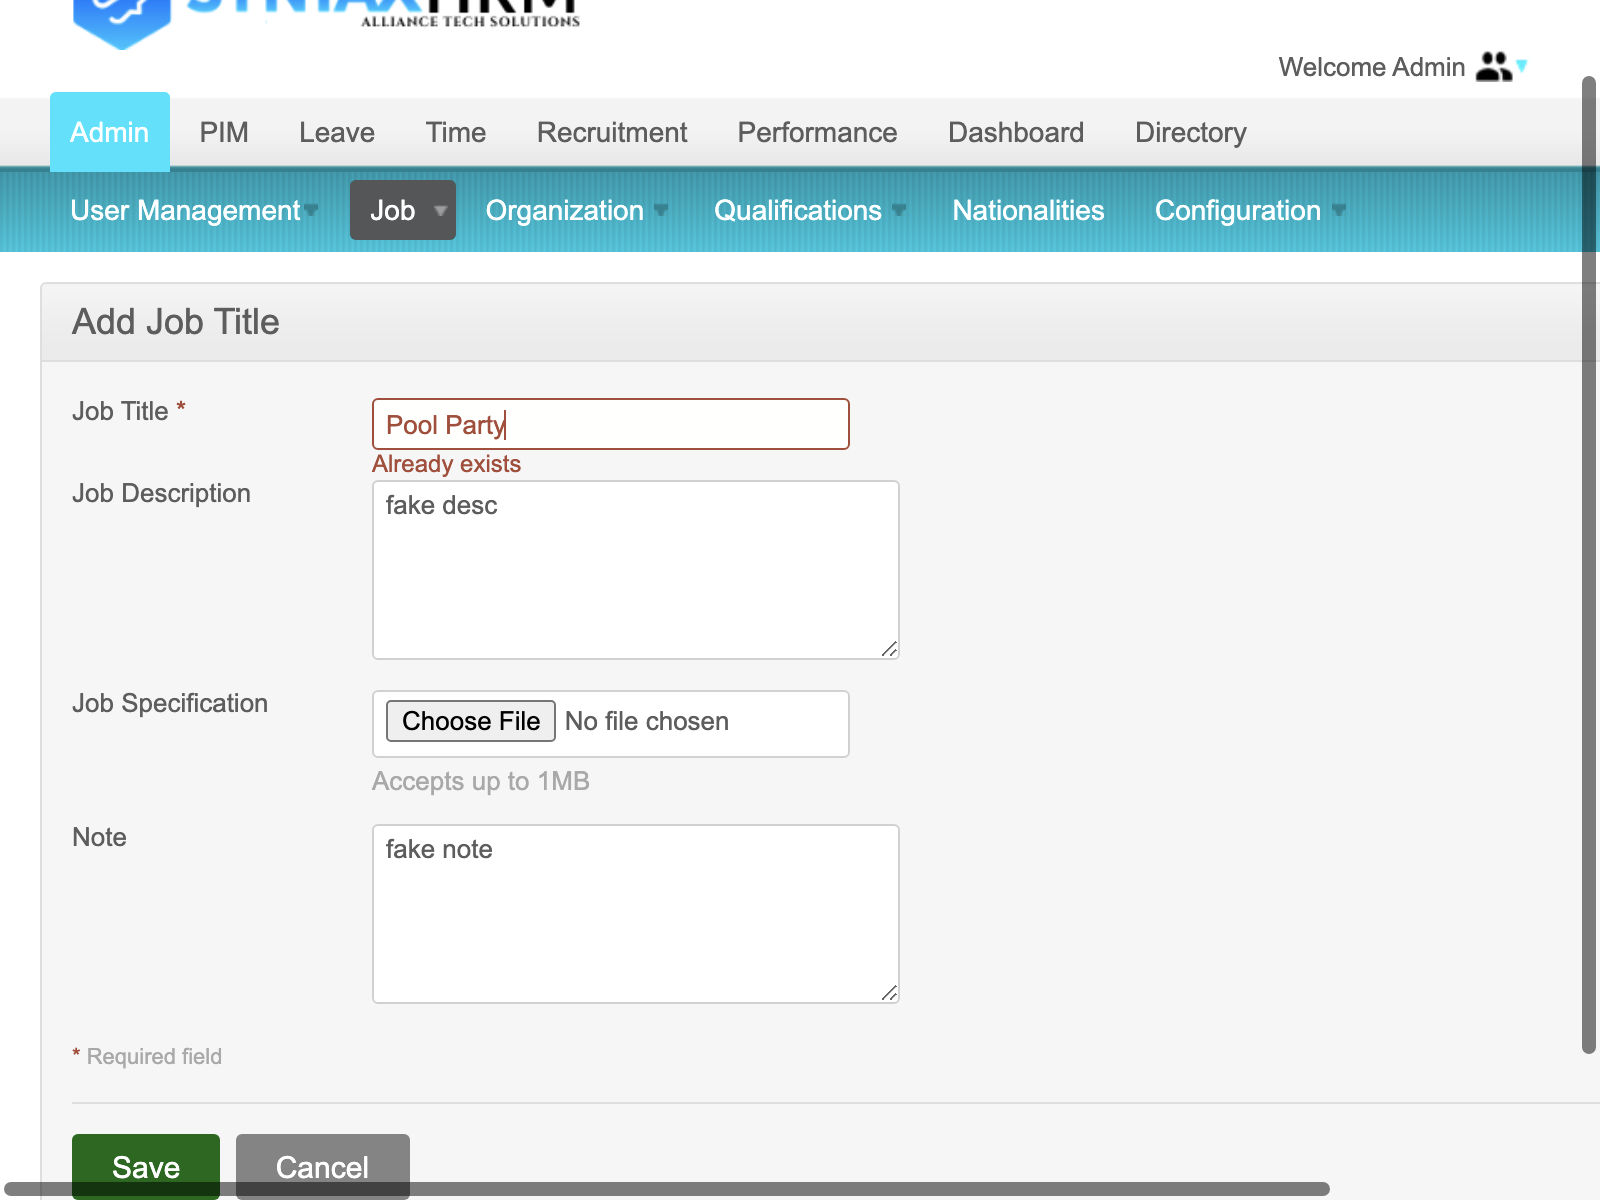 SYNTAXHRM
ALLIANCE TECH SOLUTIONS
Welcome Admin
Admin PIM Leave Time Recruitment Performance Dashboard Directory
User Management Job Organization Qualifications Nationalities Configuration
Add Job Title
Job Title *
Pool Party
Already exists
Job Description
fake desc
Job Specification
Choose File No file chosen
Accepts up to 1MB
Note
fake note
* Required field
Save Cancel